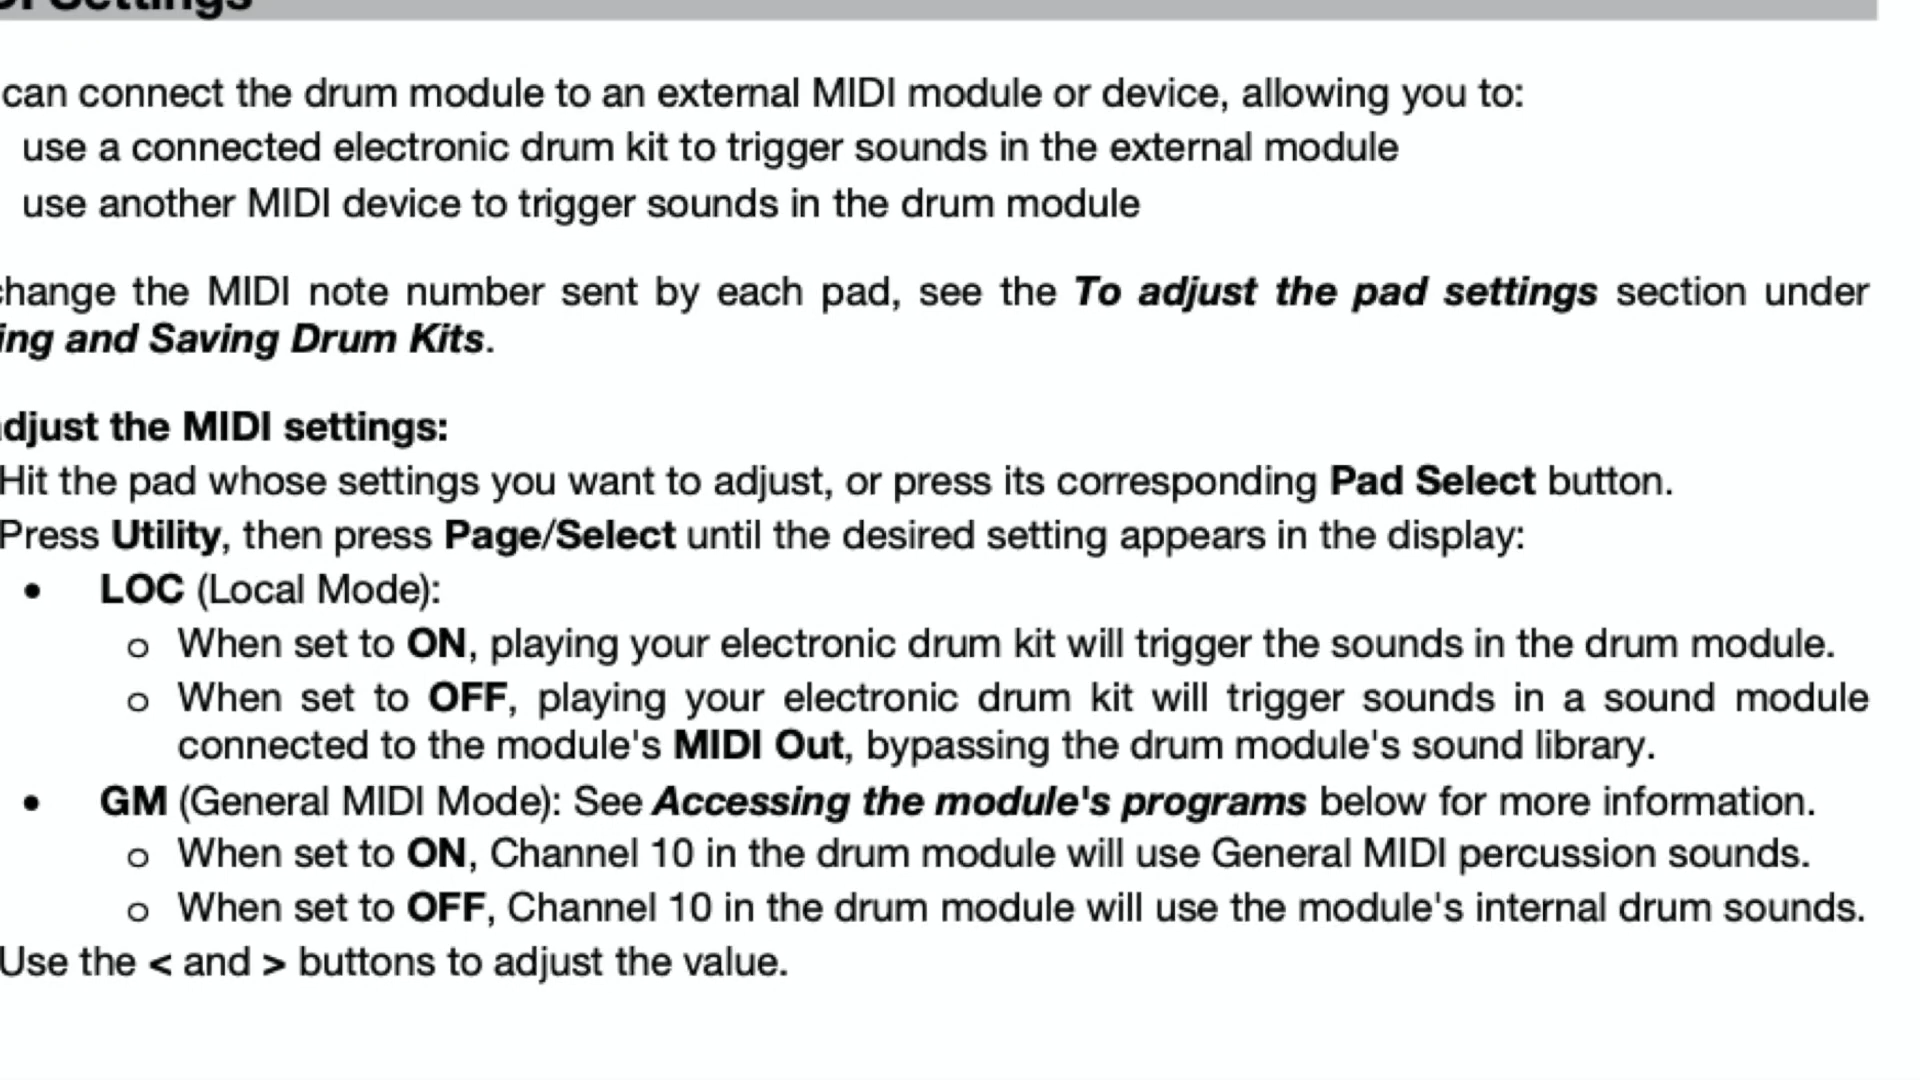 Settings
can connect the drum module to an external MIDI module or device, allowing you to:
use a connected electronic drum kit to trigger sounds in the external module
use another MIDI device to trigger sounds in the drum module
change the MIDI note number sent by each pad, see the To adjust the pad settings section under
ing and Saving Drum Kits.
adjust the MIDI settings:
Hit the pad whose settings you want to adjust, or press its corresponding Pad Select button.
Press Utility, then press Page/Select until the desired setting appears in the display:
• LOC (Local Mode):
o When set to ON, playing your electronic drum kit will trigger the sounds in the drum module.
o When set to OFF, playing your electronic drum kit will trigger sounds in a sound module
connected to the module's MIDI Out, bypassing the drum module's sound library.
• GM (General MIDI Mode): See Accessing the module's programs below for more information.
o When set to ON, Channel 10 in the drum module will use General MIDI percussion sounds.
o When set to OFF, Channel 10 in the drum module will use the module's internal drum sounds.
Use the < and > buttons to adjust the value.